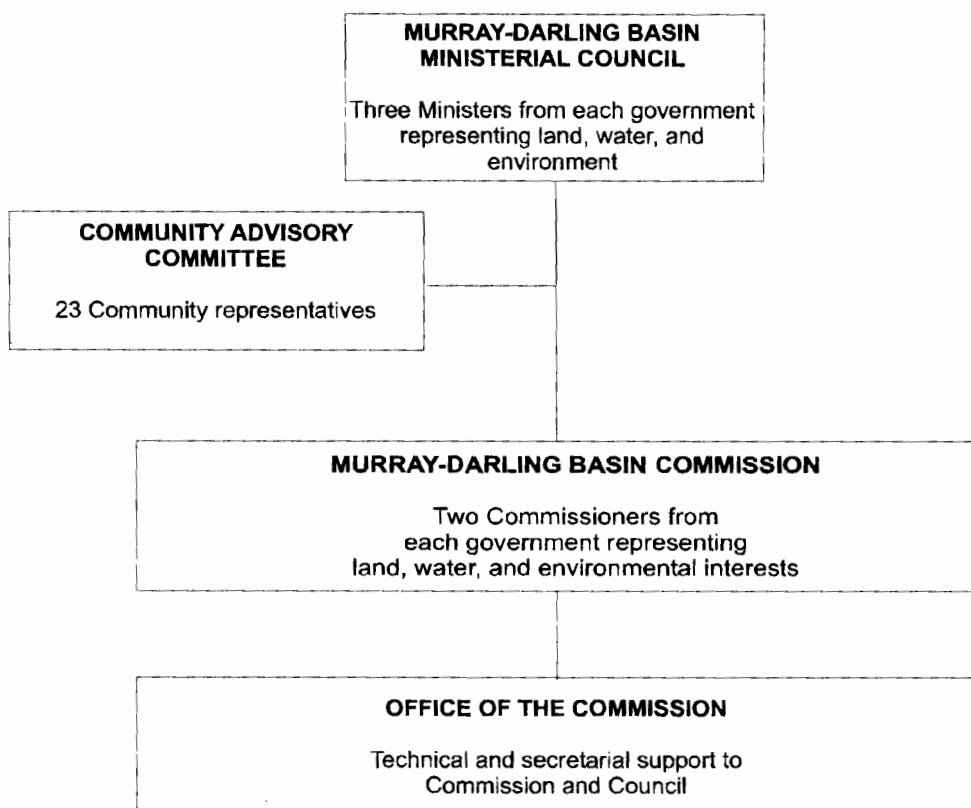 MURRAY-DARLING BASIN
MINISTERIAL COUNCIL
Three Ministers from each government
representing land, water, and
environment
COMMUNITY ADVISORY
COMMITTEE
23 Community representatives
MURRAY-DARLING BASIN COMMISSION
Two Commissioners from
each government representing
land, water, and environmental interests
OFFICE OF THE COMMISSION
Technical and secretarial support to
Commission and Council